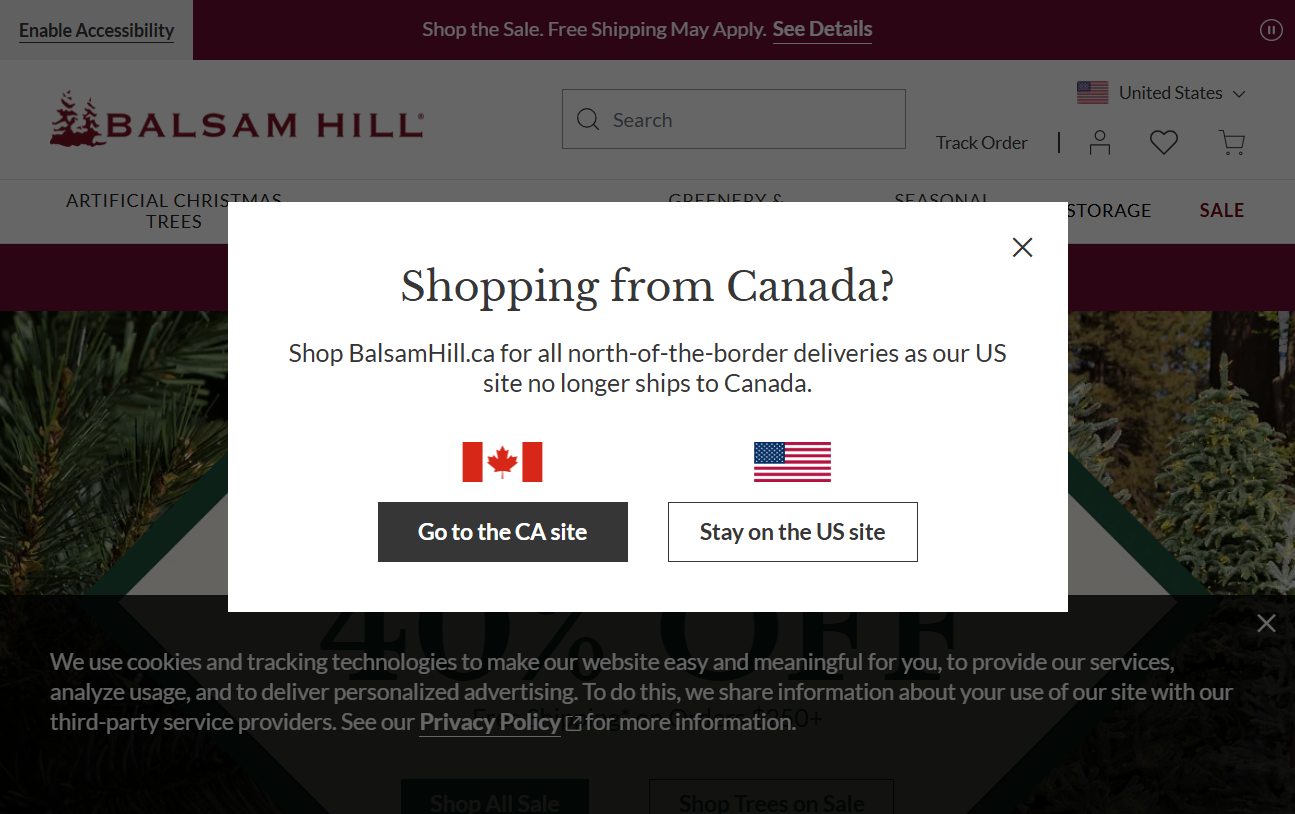 Enable Accessibility
Shop the Sale. Free Shipping May Apply. See Details
United States
BALSAM HILL®
Search
Track Order
ARTIFICIAL CHRISTMAS
TREES
GREENERY &
SEASONAL
STORAGE
SALE
Shopping from Canada?
Shop BalsamHill.ca for all north-of-the-border deliveries as our US
site no longer ships to Canada.
Go to the CA site
Stay on the US site
40% OFF
We use cookies and tracking technologies to make our website easy and meaningful for you, to provide our services,
analyze usage, and to deliver personalized advertising. To do this, we share information about your use of our site with our
third-party service providers. See our Privacy Policy for more information.
Shop All Sale
Shop Trees on Sale